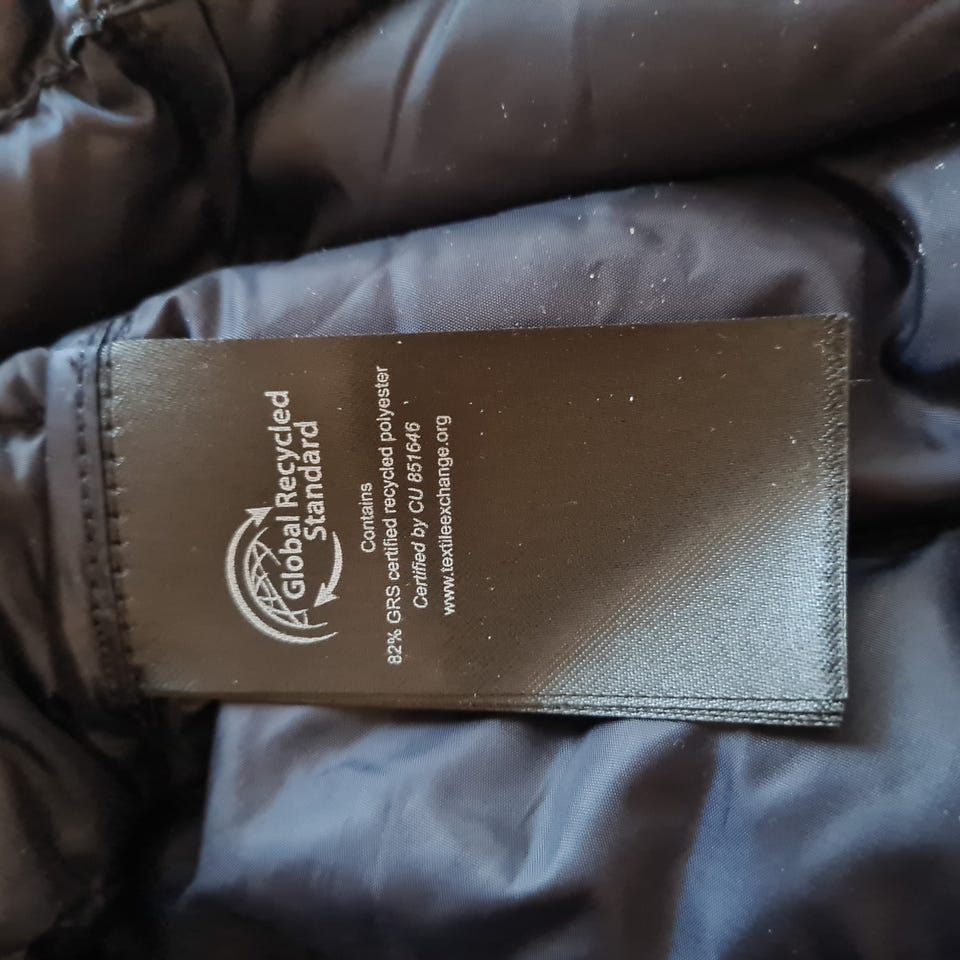 Global Recycled
Standard
Contains
82% GRS certified recycled polyester
Certified by CU 851646
www.textileexchange.org